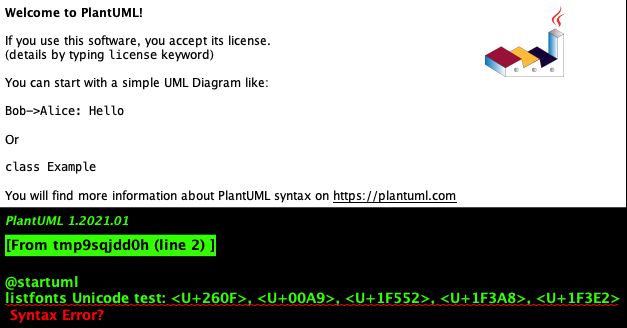 Welcome to PlantUML!
If you use this software, you accept its license.
(details by typing license keyword)
You can start with a simple UML Diagram like:
Bob->Alice: Hello
Or
class Example
You will find more information about PlantUML syntax on https://plantuml.com
PlantUML 1.2021.01
[From tmp9sqjdd0h (line 2) ]
@startuml
listfonts Unicode test: <U+260F>, <U+00A9>, <U+1F552>, <U+1F3A8>, <U+1F3E2>
Syntax Error?